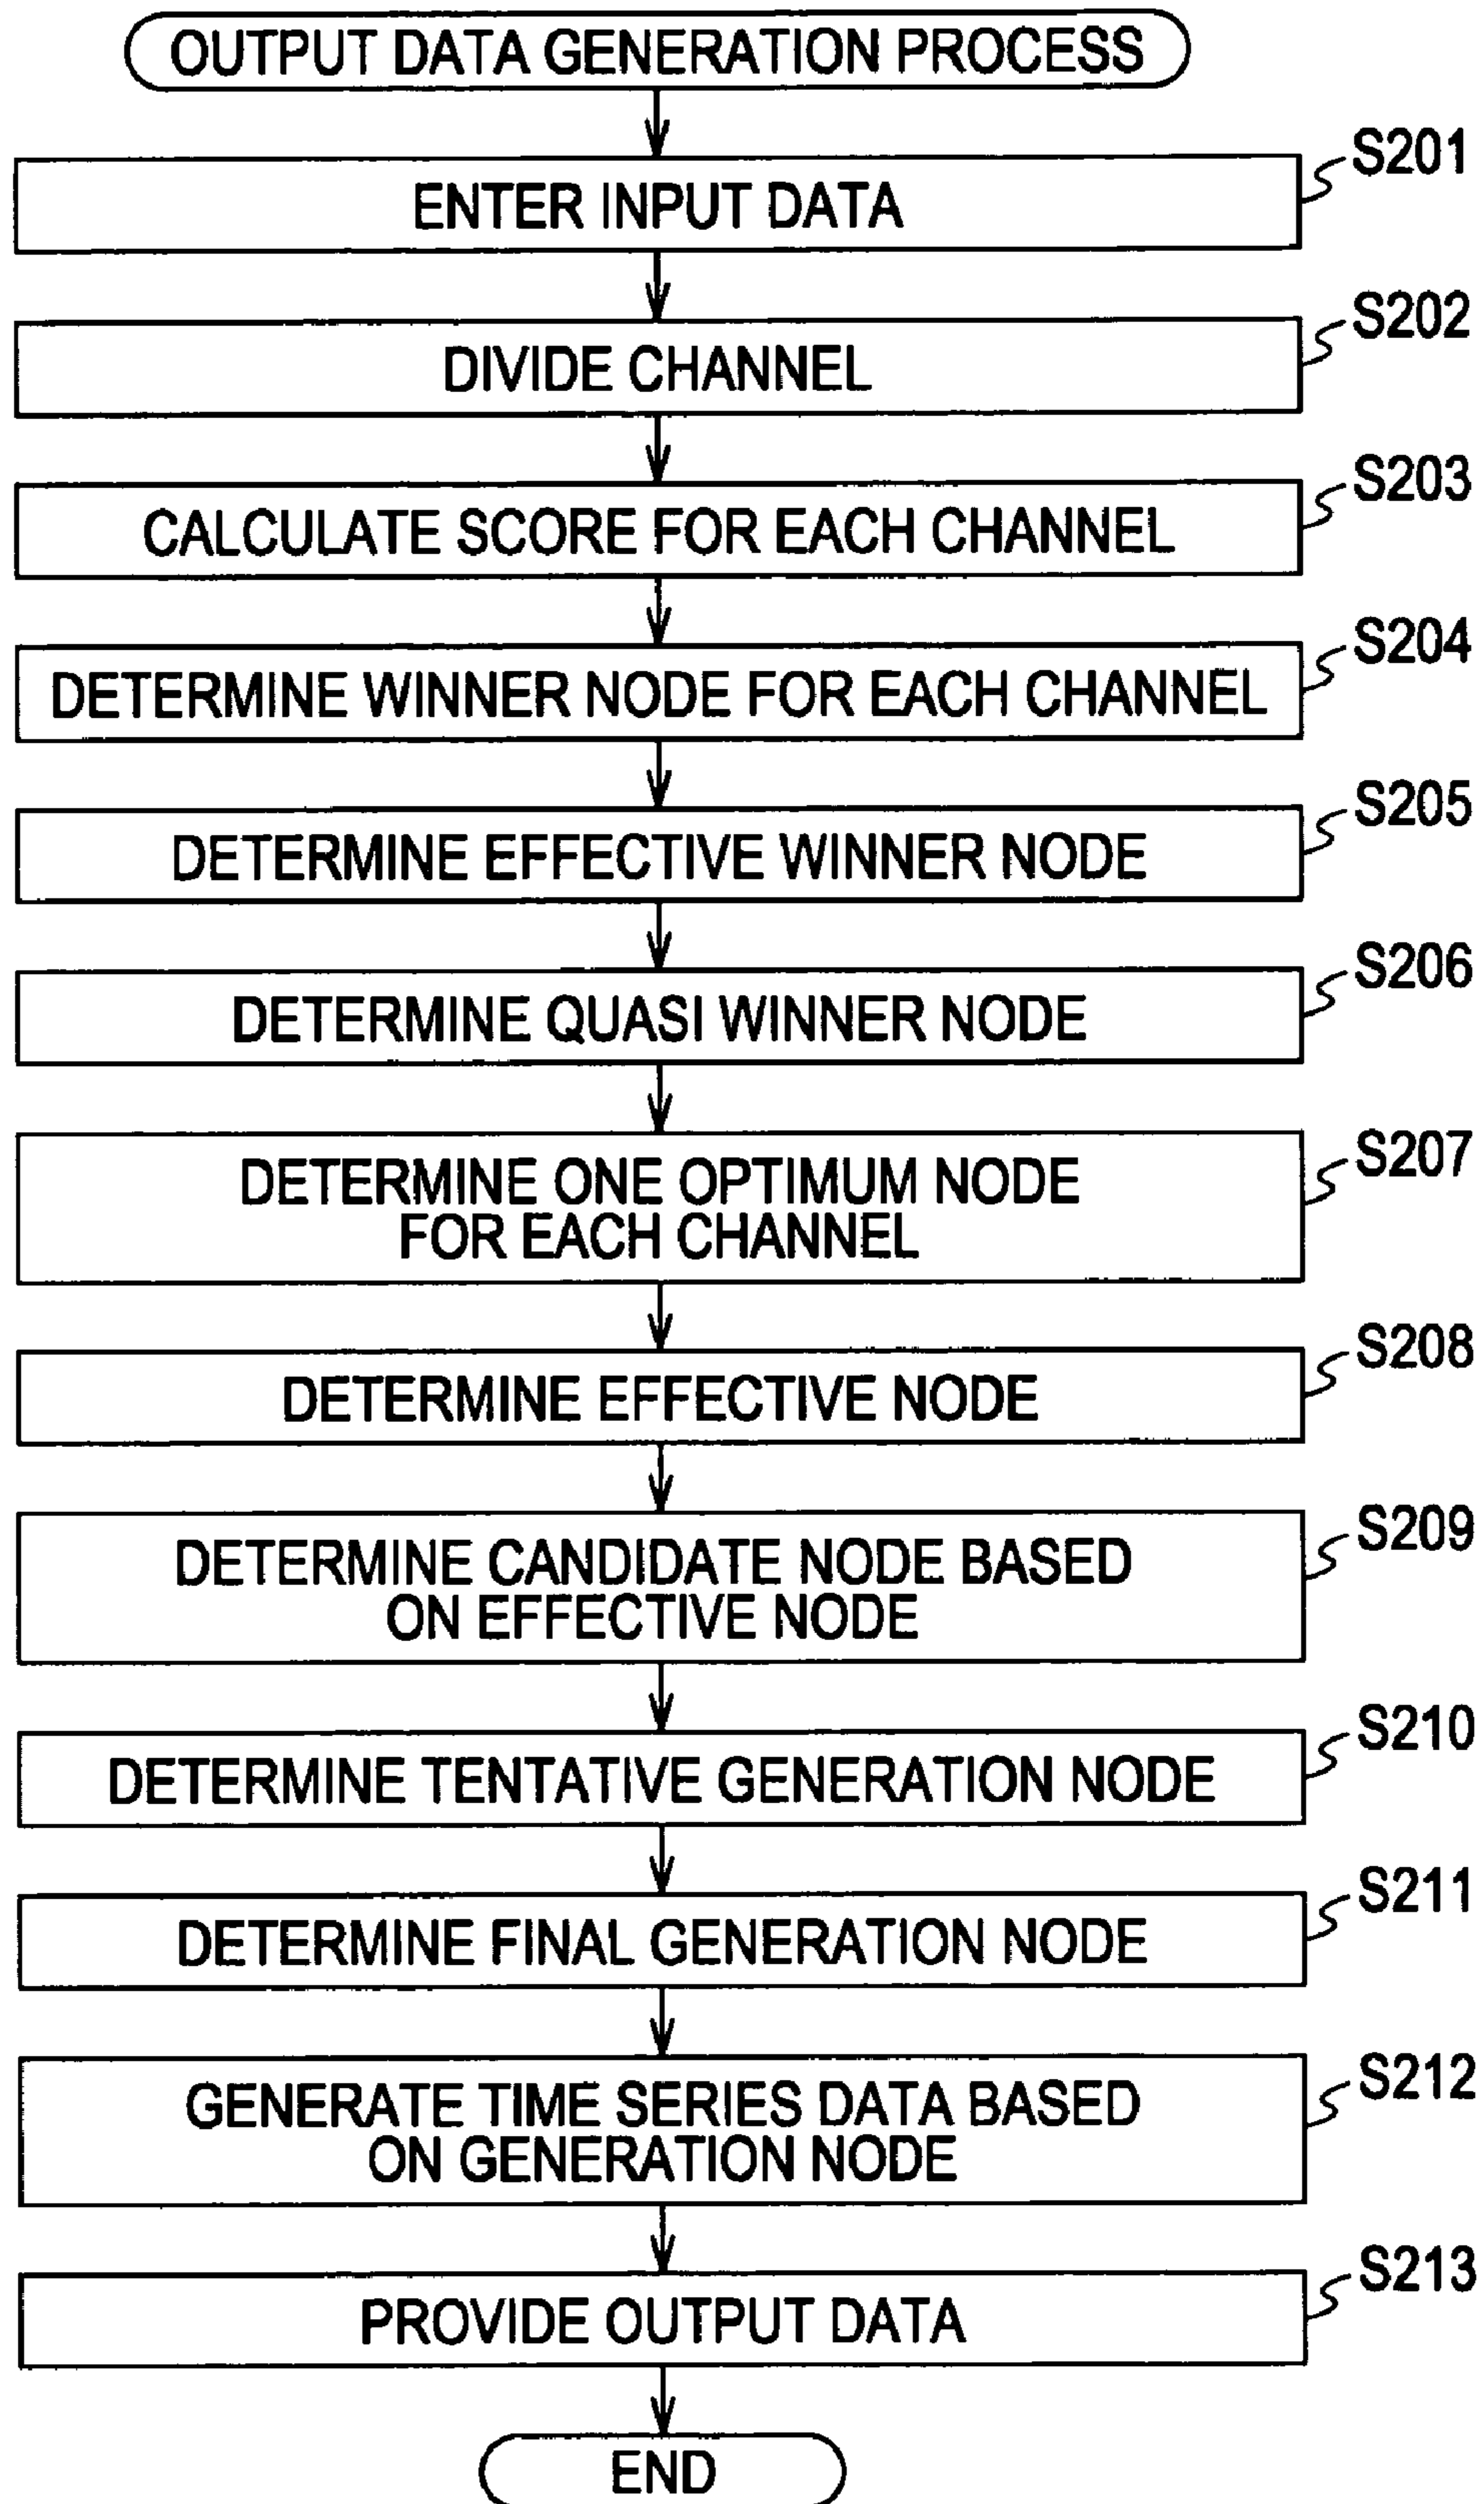 OUTPUT DATA GENERATION PROCESS
S201
ENTER INPUT DATA
S202
DIVIDE CHANNEL
S203
CALCULATE SCORE FOR EACH CHANNEL
S204
DETERMINE WINNER NODE FOR EACH CHANNEL
S205
DETERMINE EFFECTIVE WINNER NODE
S206
DETERMINE QUASI WINNER NODE
S207
DETERMINE ONE OPTIMUM NODE
FOR EACH CHANNEL
S208
DETERMINE EFFECTIVE NODE
S209
DETERMINE CANDIDATE NODE BASED
ON EFFECTIVE NODE
S210
DETERMINE TENTATIVE GENERATION NODE
S211
DETERMINE FINAL GENERATION NODE
S212
GENERATE TIME SERIES DATA BASED
ON GENERATION NODE
S213
PROVIDE OUTPUT DATA
END